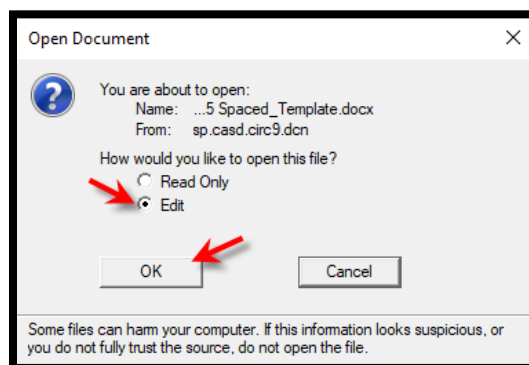 Open Document
You are about to open:
Name: ...5 Spaced_Template.docx
From: sp.casd.circ9.dcn
How would you like to open this file?
Read Only
Edit
OK Cancel
Some files can harm your computer. If this information looks suspicious, or
you do not fully trust the source, do not open the file.